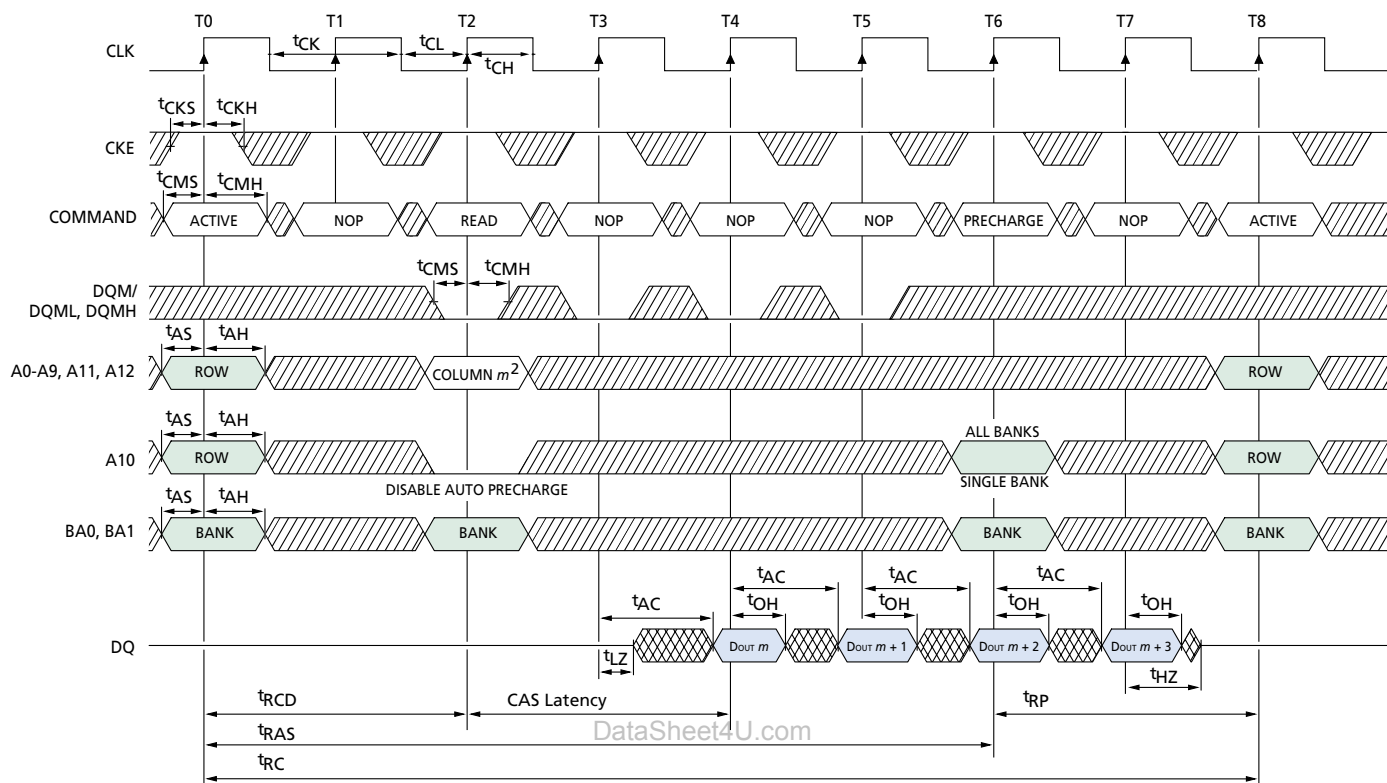 T0 T1 T2 T3 T4 T5 T6 T7 T8
CLK
tCK tCL tCH
tCKS tCKH
CKE
tCMS tCMH
COMMAND ACTIVE NOP READ NOP NOP NOP PRECHARGE NOP ACTIVE
tCMS tCMH
DQM/
DQML, DQMH
tAS tAH
A0-A9, A11, A12 ROW COLUMN m2 ROW
tAS tAH ALL BANKS
A10 ROW ROW
DISABLE AUTO PRECHARGE SINGLE BANK
tAS tAH
BA0, BA1 BANK BANK BANK BANK
tAC tAC tAC tAC
tOH tOH tOH tOH
DQ DOUT m DOUT m + 1 DOUT m + 2 DOUT m + 3
tLZ tHZ
tRCD CAS Latency tRP
DataSheet4U.com
tRAS
tRC